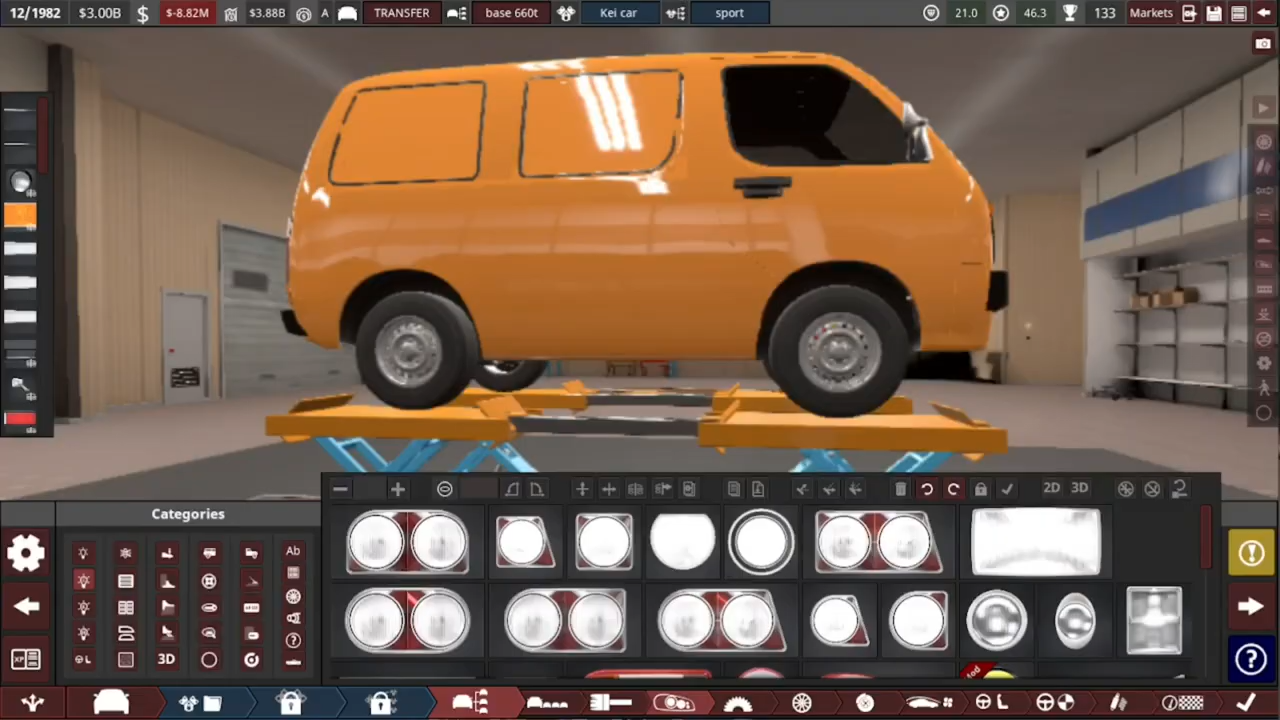 12/1982 $3.00B $ $-8.82M $3.88B A TRANSFER base 660t Kei car sport 21.0 46.3 133 Markets
2D 3D
Categories
Ab
L 3D
?
L